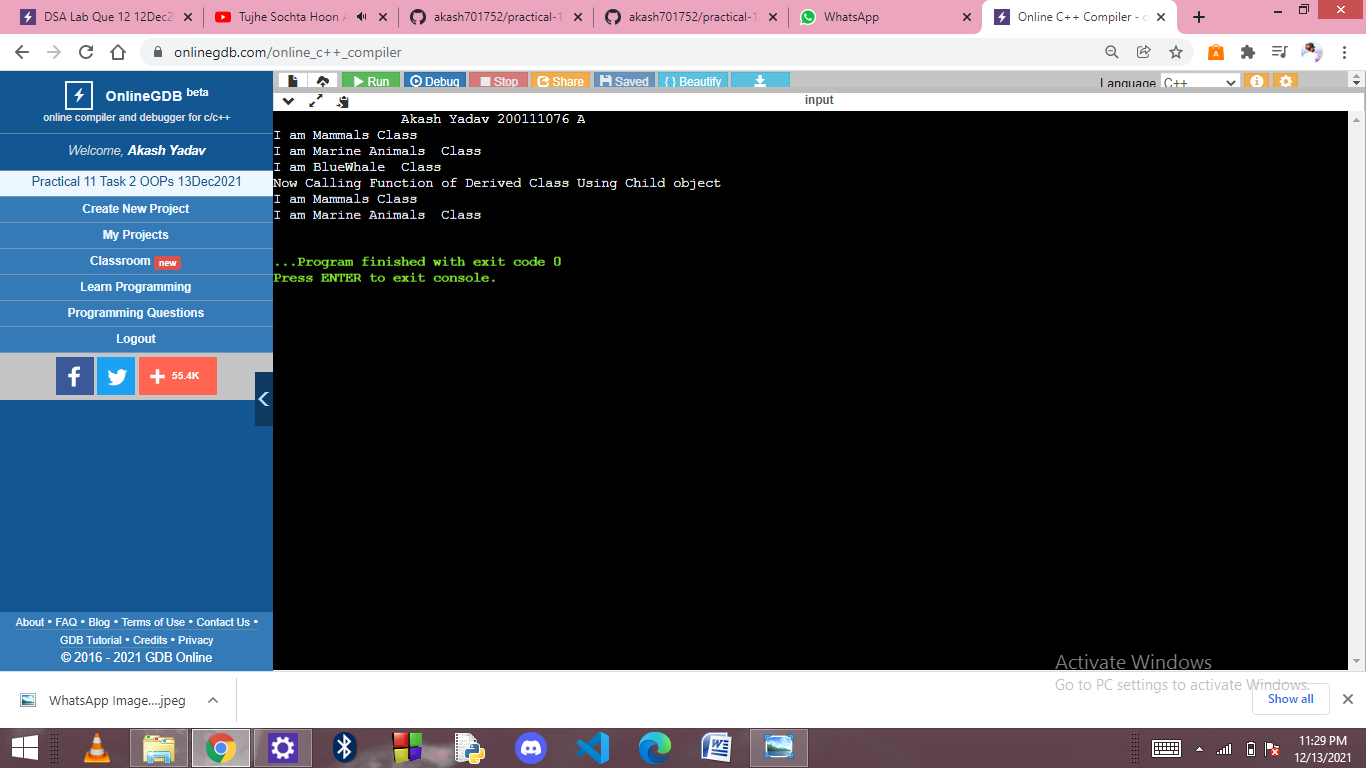 DSA Lab Que 12 12Dec2
Tujhe Sochta Hoon
akash701752/practical-1
akash701752/practical-1
WhatsApp
Online C++ Compiler - c
onlinegdb.com/online_c++_compiler
OnlineGDB beta
online compiler and debugger for c/c++
Welcome, Akash Yadav
Practical 11 Task 2 OOPs 13Dec2021
Create New Project
My Projects
Classroom new
Learn Programming
Programming Questions
Logout
55.4K
About • FAQ • Blog • Terms of Use • Contact Us •
GDB Tutorial • Credits • Privacy
© 2016 - 2021 GDB Online
Run
Debug
Stop
Share
Saved
{ } Beautify
Language C++
input
Akash Yadav 200111076 A
I am Mammals Class
I am Marine Animals  Class
I am BlueWhale  Class
Now Calling Function of Derived Class Using Child object
I am Mammals Class
I am Marine Animals  Class
...Program finished with exit code 0
Press ENTER to exit console.
Activate Windows
Go to PC settings to activate Windows.
WhatsApp Image....jpeg
Show all
11:29 PM
12/13/2021